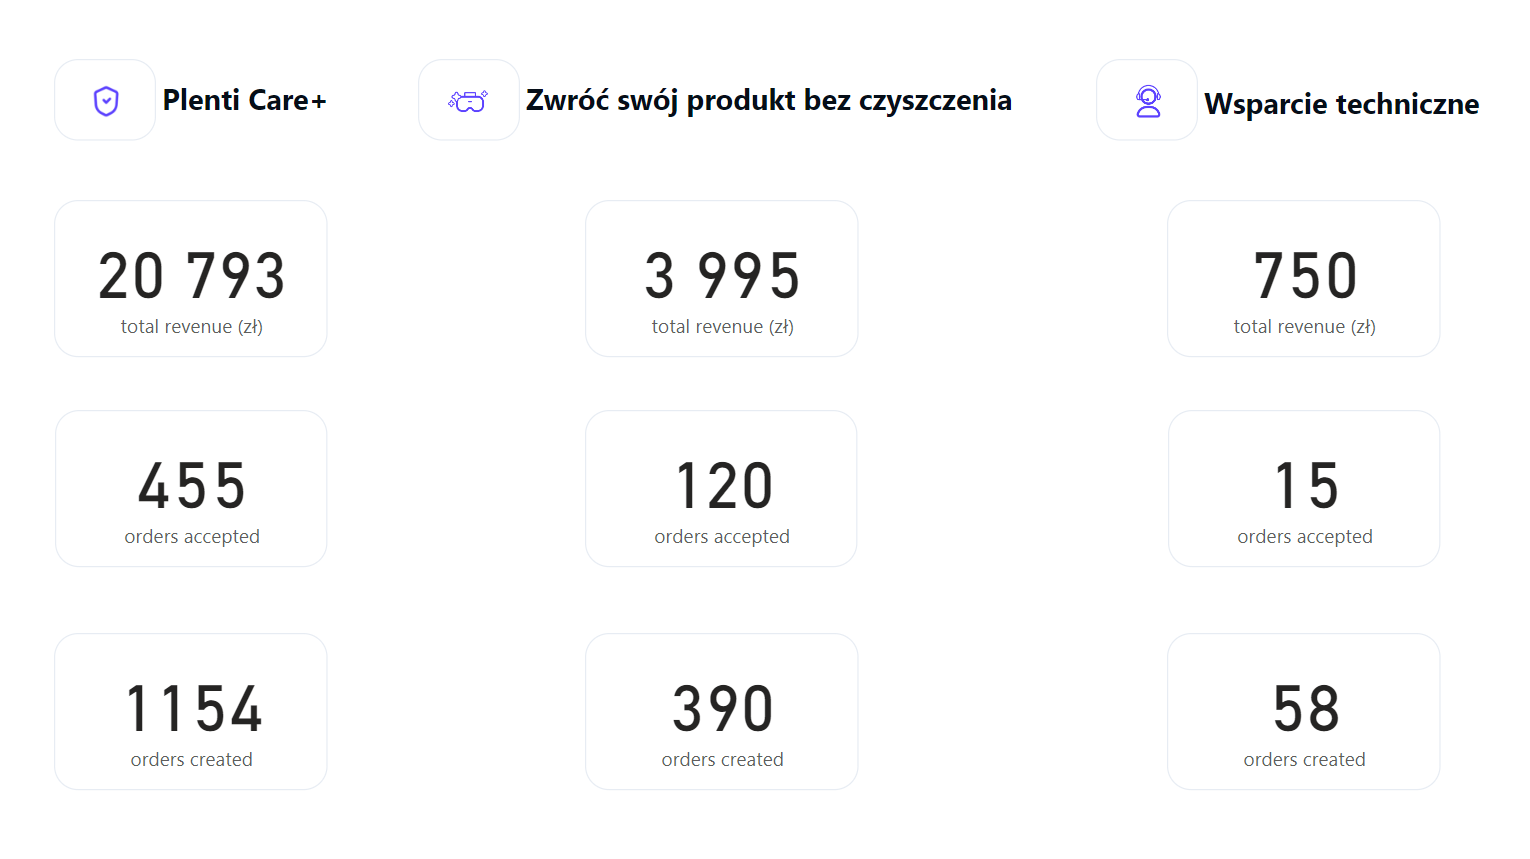 Plenti Care+
Zwróć swój produkt bez czyszczenia
Wsparcie techniczne
20 793
total revenue (zł)
3 995
total revenue (zł)
750
total revenue (zł)
455
orders accepted
120
orders accepted
15
orders accepted
1154
orders created
390
orders created
58
orders created